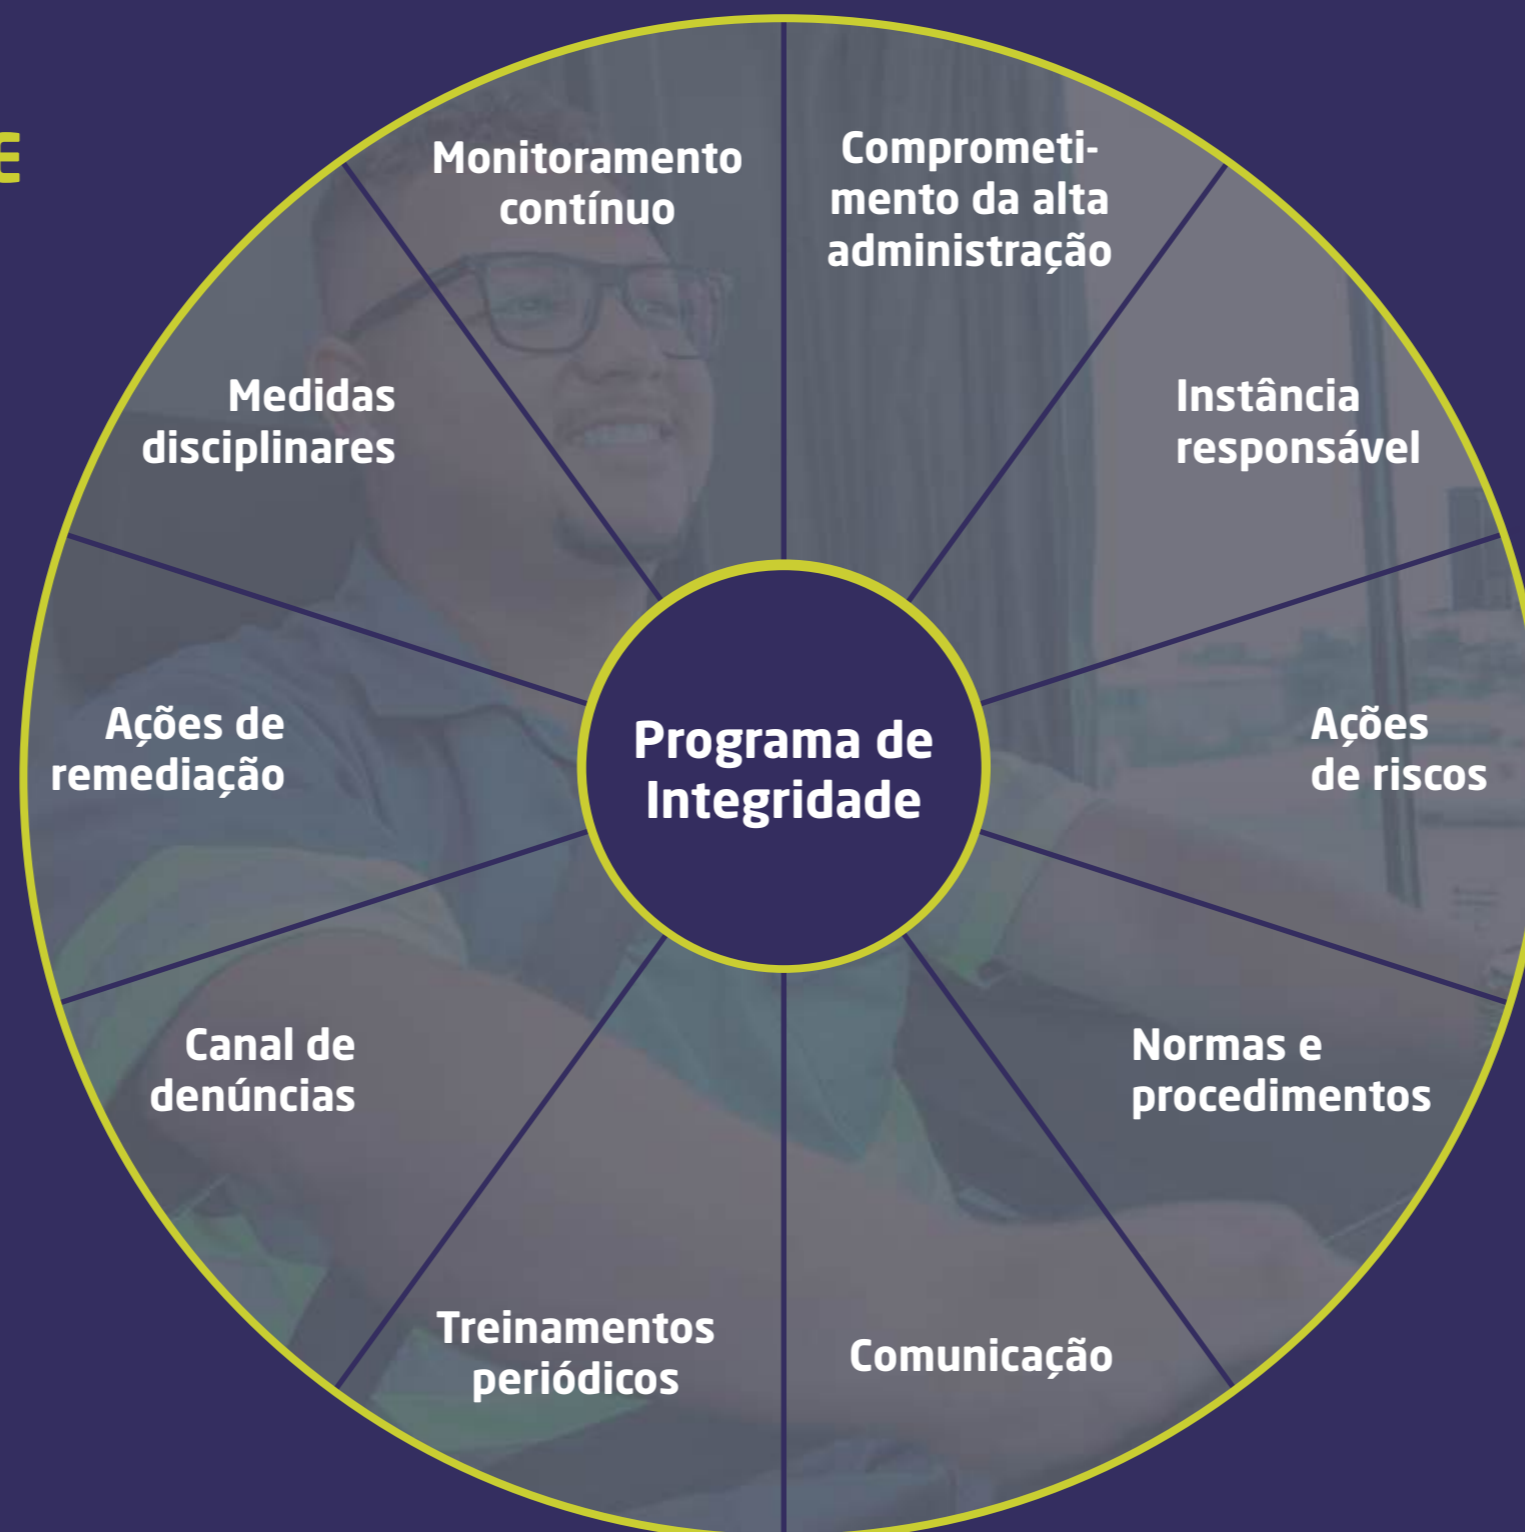 E
Monitoramento
contínuo
Comprometi-
mento da alta
administração
Instância
responsável
Ações
de riscos
Normas e
procedimentos
Comunicação
Treinamentos
periódicos
Canal de
denúncias
Ações de
remediação
Medidas
disciplinares
Programa de
Integridade